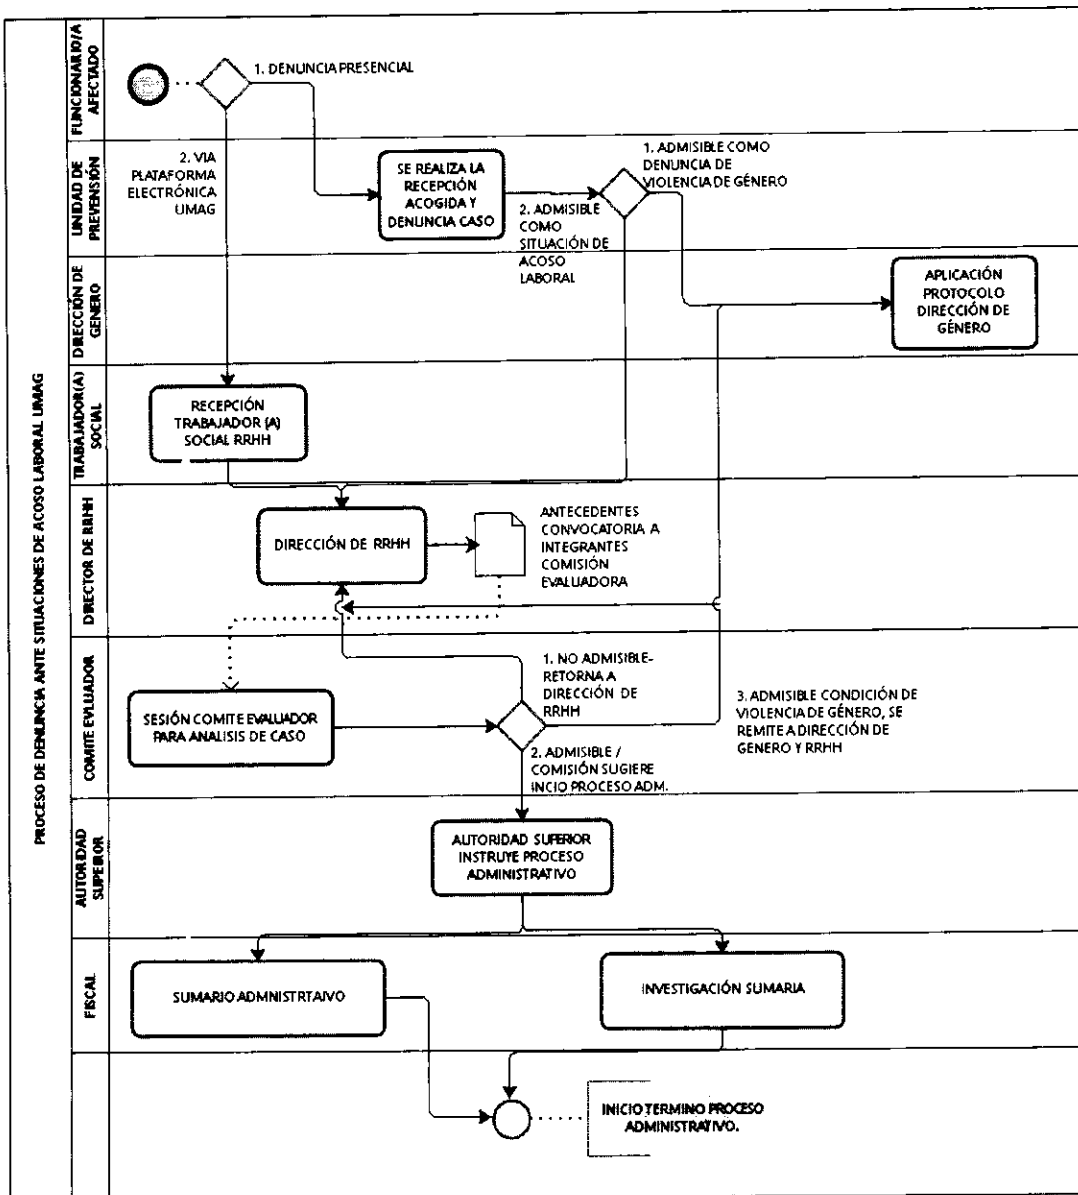 PROCESO DE DENUNCIA ANTE SITUACIONES DE ACOSO LABORAL UMAG
FUNCIONARIO/A
AFECTADO
1. DENUNCIA PRESENCIAL
2. VIA
PLATAFORMA
ELECTRÓNICA
UMAG
UNIDAD DE
PREVENSIÓN
SE REALIZA LA
RECEPCIÓN
ACOGIDA Y
DENUNCIA CASO
1. ADMISIBLE COMO
DENUNCIA DE
VIOLENCIA DE GÉNERO
2. ADMISIBLE
COMO
SITUACIÓN DE
ACOSO
LABORAL
DIRECCIÓN DE
GENERO
APLICACIÓN
PROTOCOLO
DIRECCIÓN DE
GÉNERO
TRABAJADOR(A)
SOCIAL
RECEPCIÓN
TRABAJADOR (A)
SOCIAL RRHH
DIRECTOR DE RRHH
DIRECCIÓN DE RRHH
ANTECEDENTES
CONVOCATORIA A
INTEGRANTES
COMISIÓN
EVALUADORA
COMITE EVLUADOR
SESIÓN COMITE EVALUADOR
PARA ANALISIS DE CASO
1. NO ADMISIBLE-
RETORNA A
DIRECCIÓN DE
RRHH
2. ADMISIBLE /
COMISIÓN SUGIERE
INCIO PROCESO ADM.
3. ADMISIBLE CONDICIÓN DE
VIOLENCIA DE GÉNERO, SE
REMITE A DIRECCIÓN DE
GENERO Y RRHH
AUTORIDAD
SUPEIROR
AUTORIDAD SUPERIOR
INSTRUYE PROCESO
ADMINISTRATIVO
FISCAL
SUMARIO ADMNISTRTAIVO
INVESTIGACIÓN SUMARIA
INICIO TERMINO PROCESO
ADMINISTRATIVO.